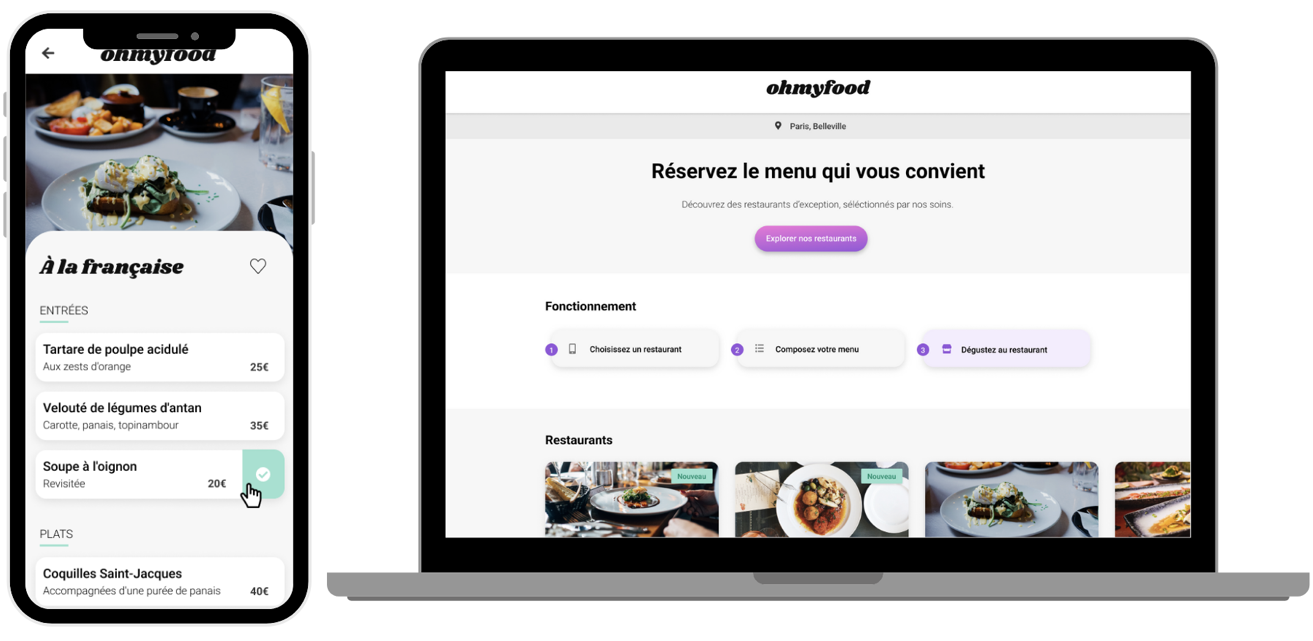 ohmyfood
À la française
ENTRÉES
Tartare de poulpe acidulé
Aux zests d'orange
25€
Velouté de légumes d'antan
Carotte, panais, topinambour
35€
Soupe à l'oignon
Revisitée
20€
PLATS
Coquilles Saint-Jacques
Accompagnées d'une purée de panais
40€
ohmyfood
Paris, Belleville
Réservez le menu qui vous convient
Découvrez des restaurants d'exception, séléctionnés par nos soins.
Explorer nos restaurants
Fonctionnement
1 Choisissez un restaurant
2 Composez votre menu
3 Dégustez au restaurant
Restaurants
Nouveau
Nouveau